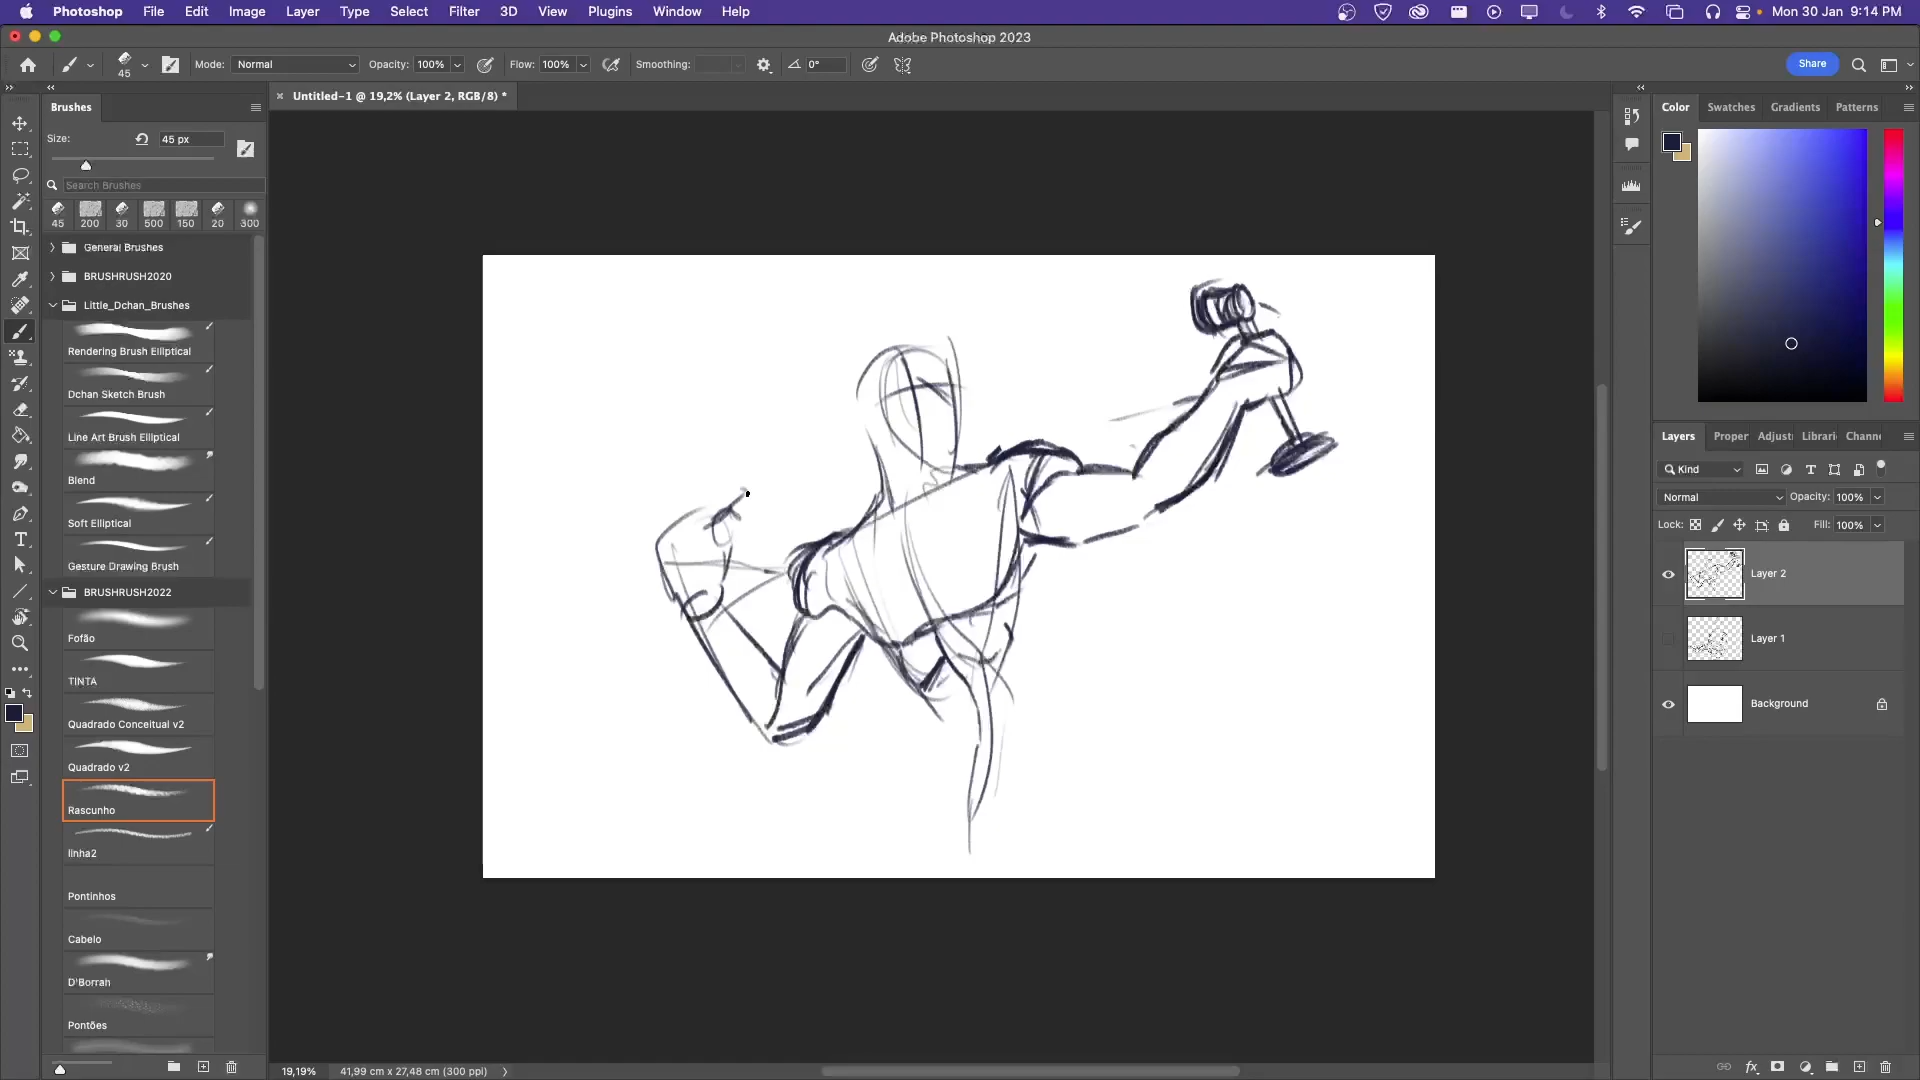 Photoshop File Edit Image Layer Type Select Filter 3D View Plugins Window Help Mon 30 Jan 9:14 PM
Adobe Photoshop 2023
45 Mode: Normal Opacity: 100% Flow: 100% Smoothing: 0° Share
Untitled-1 @ 19,2% (Layer 2, RGB/8) *
Brushes
Size: 45 px
Search Brushes
45 200 30 500 150 20 300
General Brushes
BRUSHRUSH2020
Little_Dchan_Brushes
Rendering Brush Elliptical
Dchan Sketch Brush
Line Art Brush Elliptical
Blend
Soft Elliptical
Gesture Drawing Brush
BRUSHRUSH2022
Fofão
TINTA
Quadrado Conceitual v2
Quadrado v2
Rascunho
linha2
Pontinhos
Cabelo
D'Borrah
Pontões
19,19% 41,99 cm x 27,48 cm (300 ppi)
Color Swatches Gradients Patterns
Layers Proper Adjust Librari Channe
Kind
Normal Opacity: 100%
Lock: Fill: 100%
Layer 2
Layer 1
Background
fx